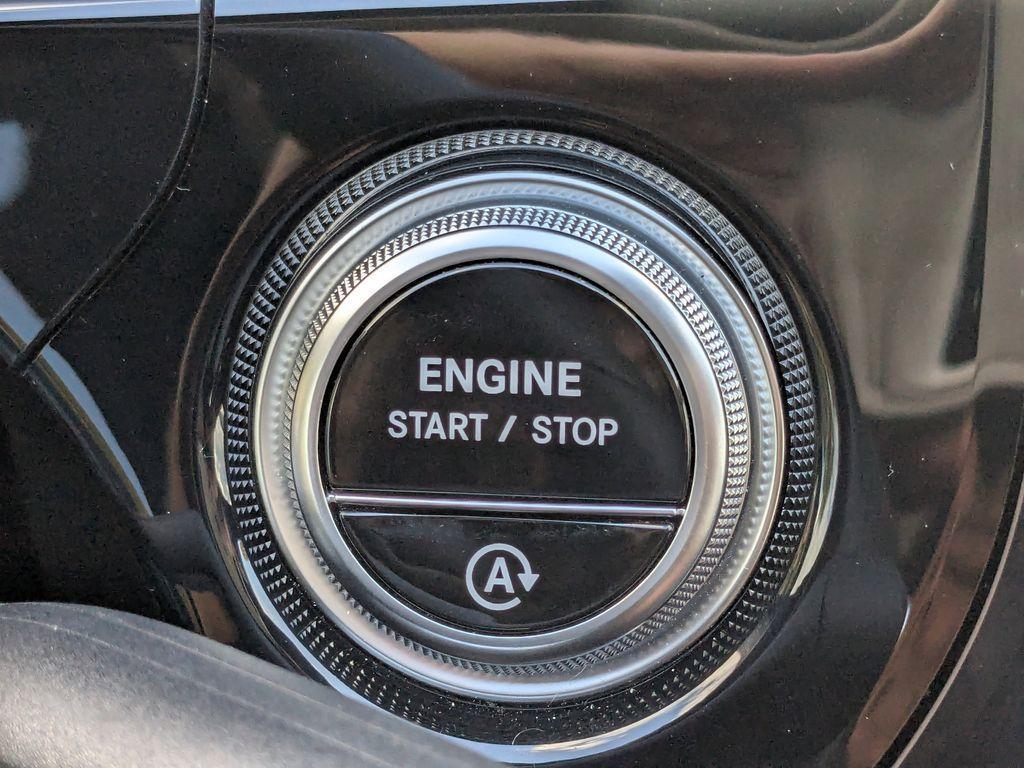 ENGINE
START / STOP
A